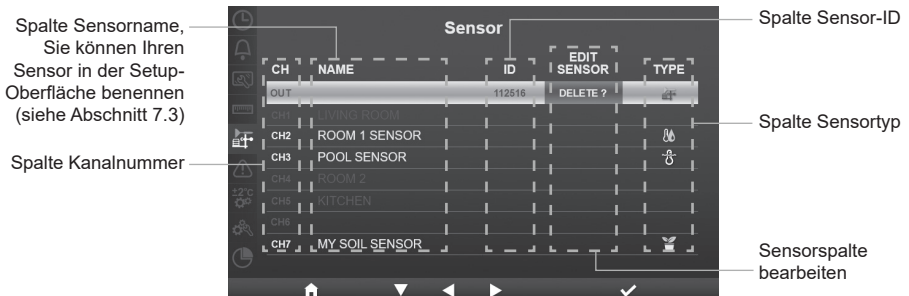 Spalte Sensorname,
Sie können Ihren
Sensor in der Setup-
Oberfläche benennen
(siehe Abschnitt 7.3)
Spalte Kanalnummer
Sensor
CH NAME ID EDIT SENSOR TYPE
OUT 112516 DELETE ?
CH1 LIVING ROOM
CH2 ROOM 1 SENSOR
CH3 POOL SENSOR
CH4 ROOM 2
CH5 KITCHEN
CH6
CH7 MY SOIL SENSOR
±2°C
Spalte Sensor-ID
Spalte Sensortyp
Sensorspalte
bearbeiten